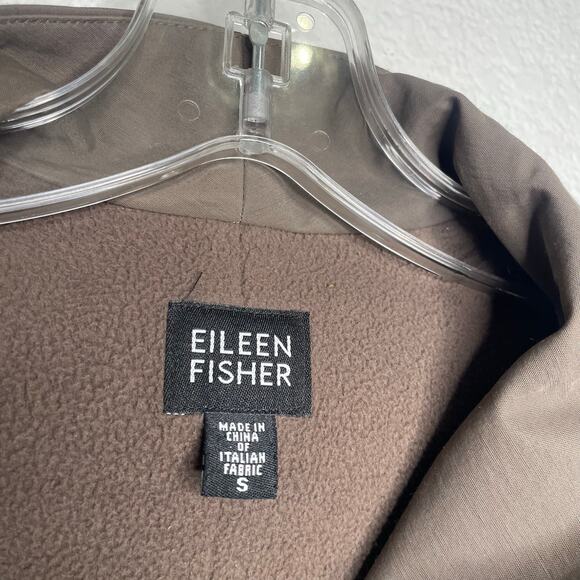 EILEEN
FISHER
MADE IN
CHINA
OF
ITALIAN
FABRIC
S